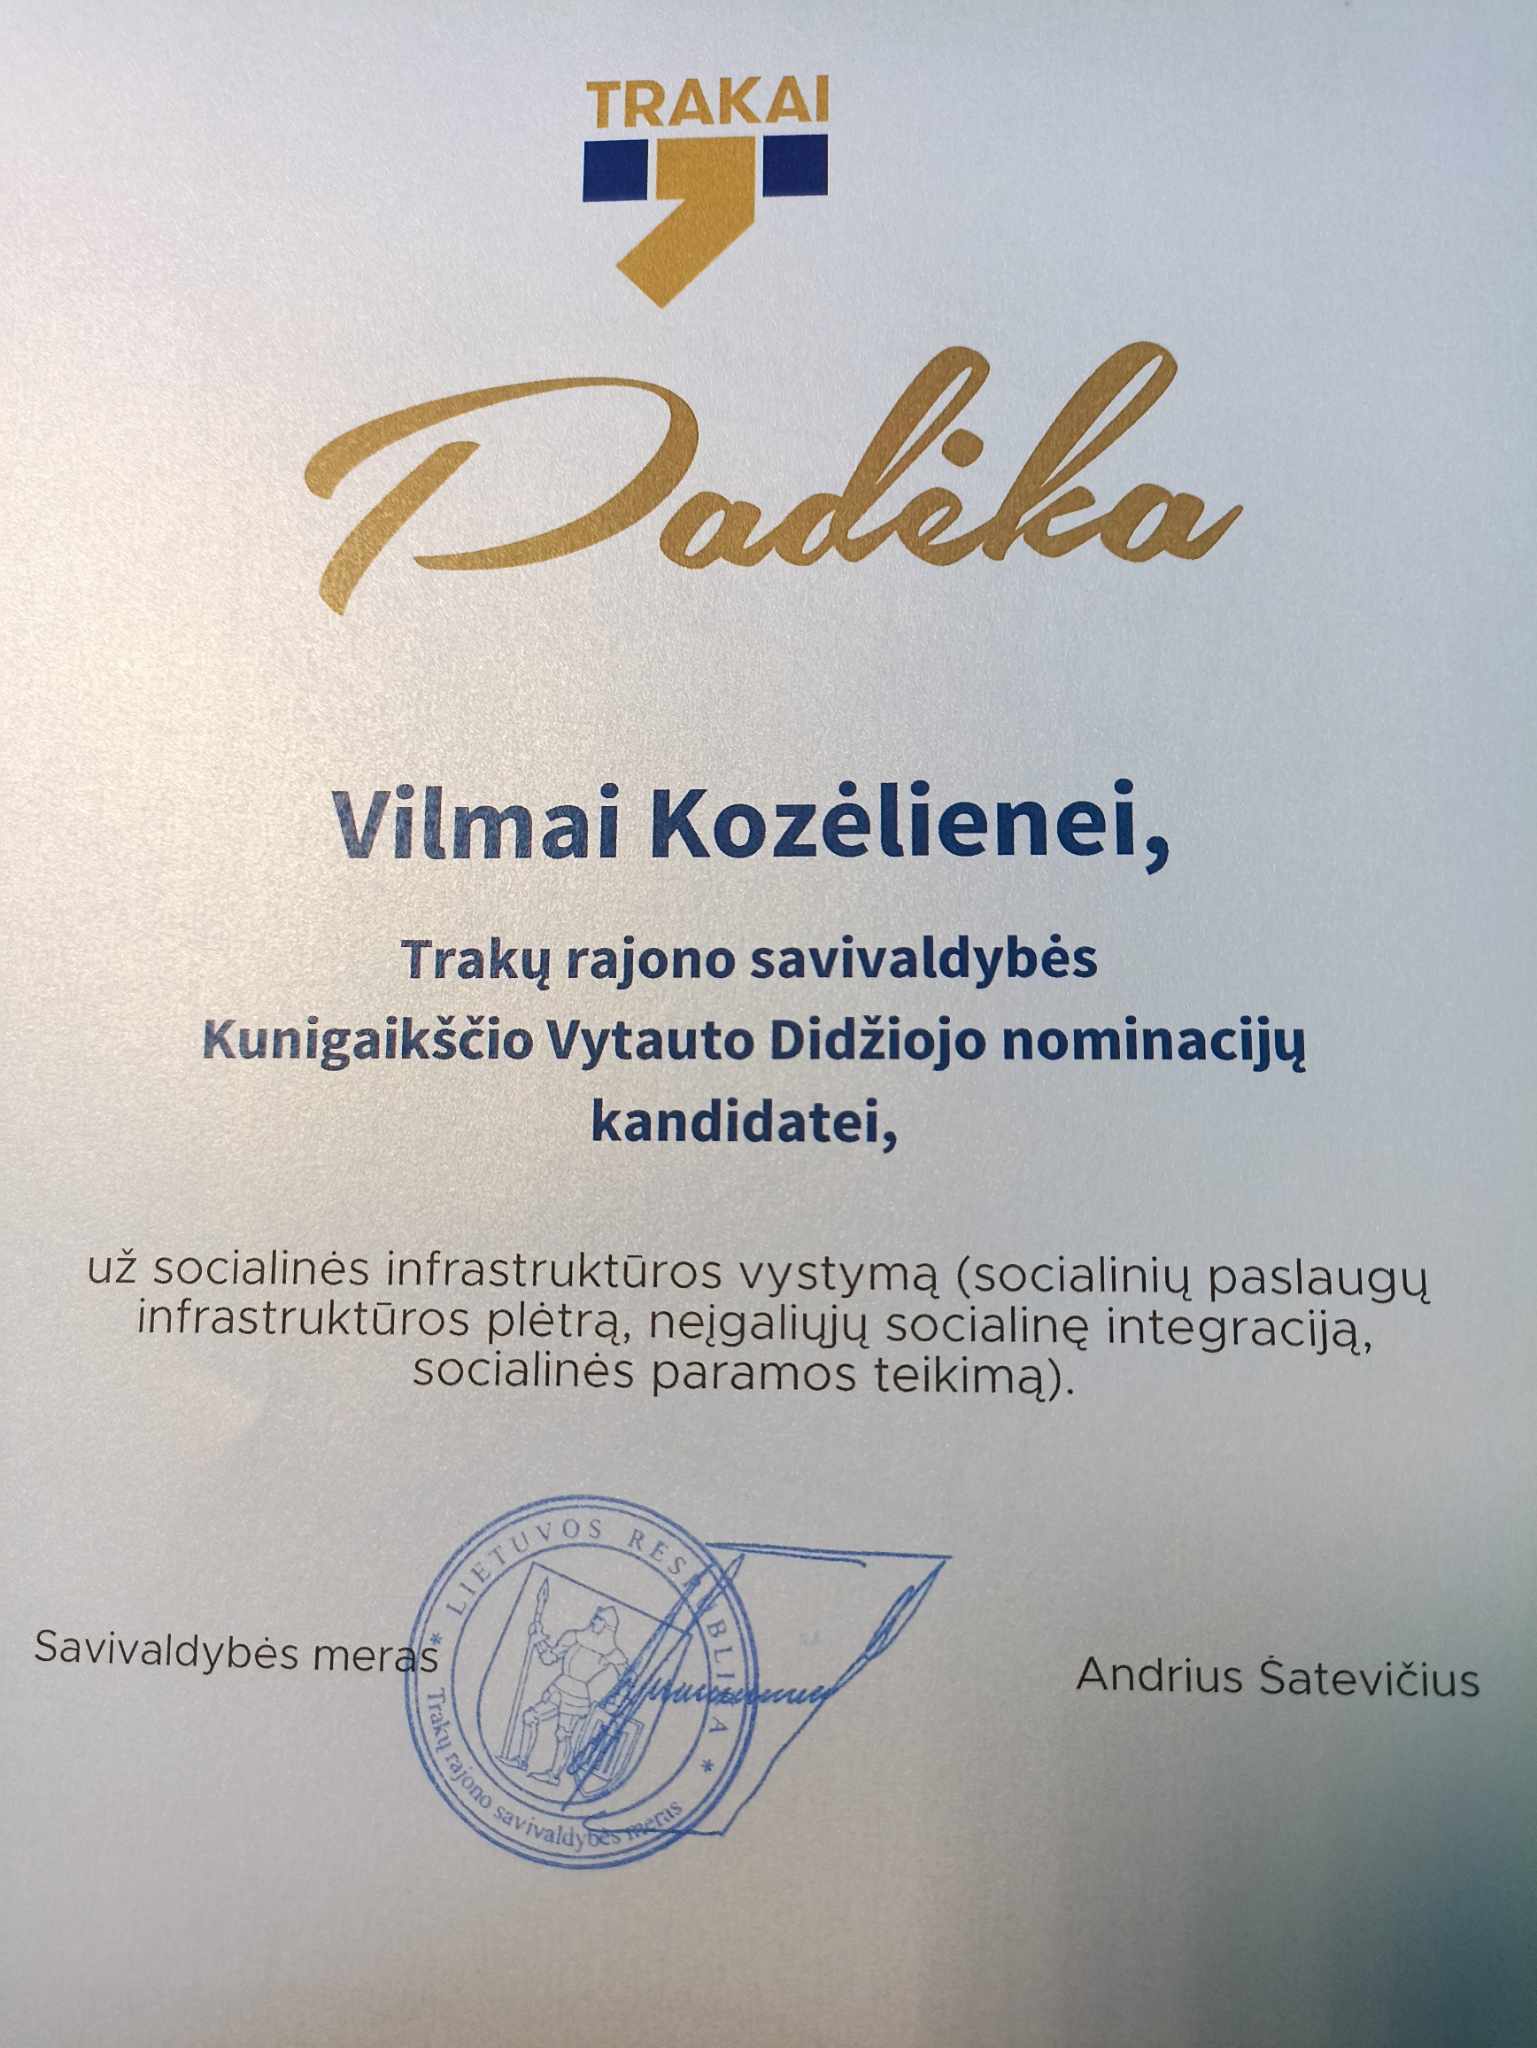 TRAKAI
Padėka
Vilmai Kozėlienei,
Trakų rajono savivaldybės
Kunigaikščio Vytauto Didžiojo nominacijų
kandidatei,
už socialinės infrastruktūros vystymą (socialinių paslaugų
infrastruktūros plėtrą, neįgaliųjų socialinę integraciją,
socialinės paramos teikimą).
Savivaldybės meras
* LIETUVOS RESPUBLIKA *
Trakų rajono savivaldybės meras
Andrius Šatevičius